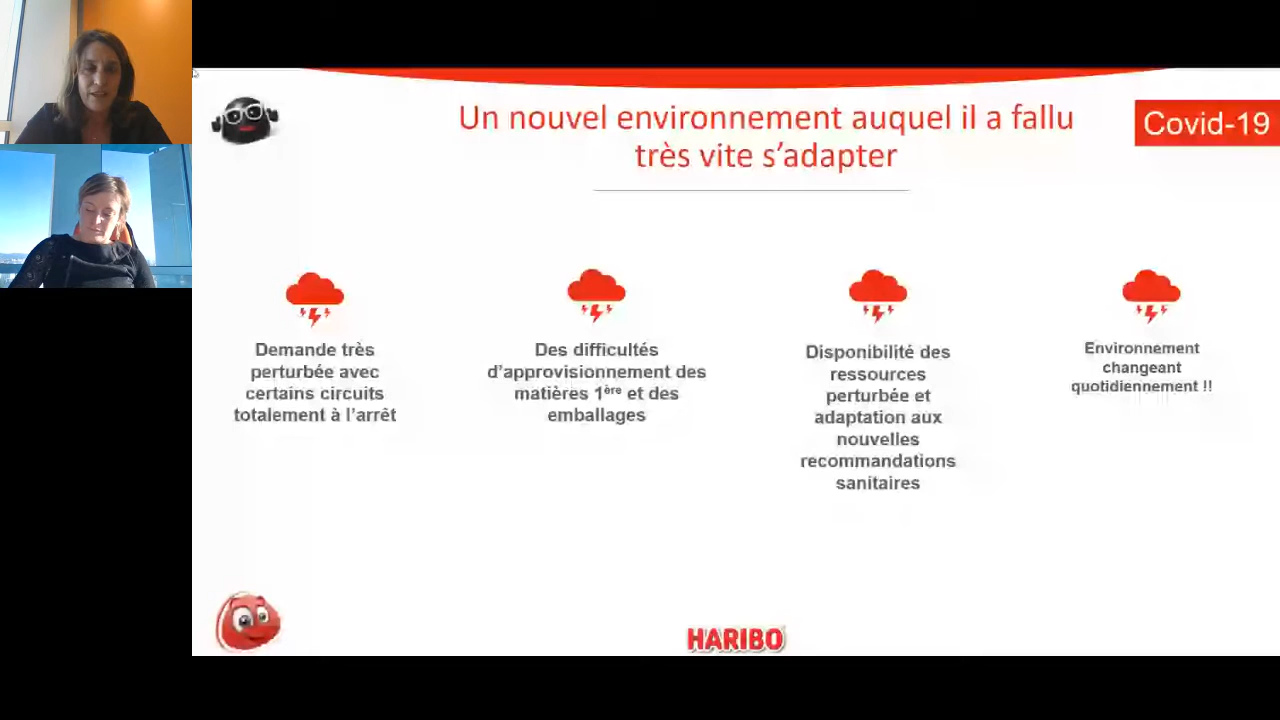 Un nouvel environnement auquel il a fallu
très vite s'adapter
Covid-19
Demande très
perturbée avec
certains circuits
totalement à l'arrêt
Des difficultés
d'approvisionnement des
matières 1ère et des
emballages
Disponibilité des
ressources
perturbée et
adaptation aux
nouvelles
recommandations
sanitaires
Environnement
changeant
quotidiennement !!
HARIBO